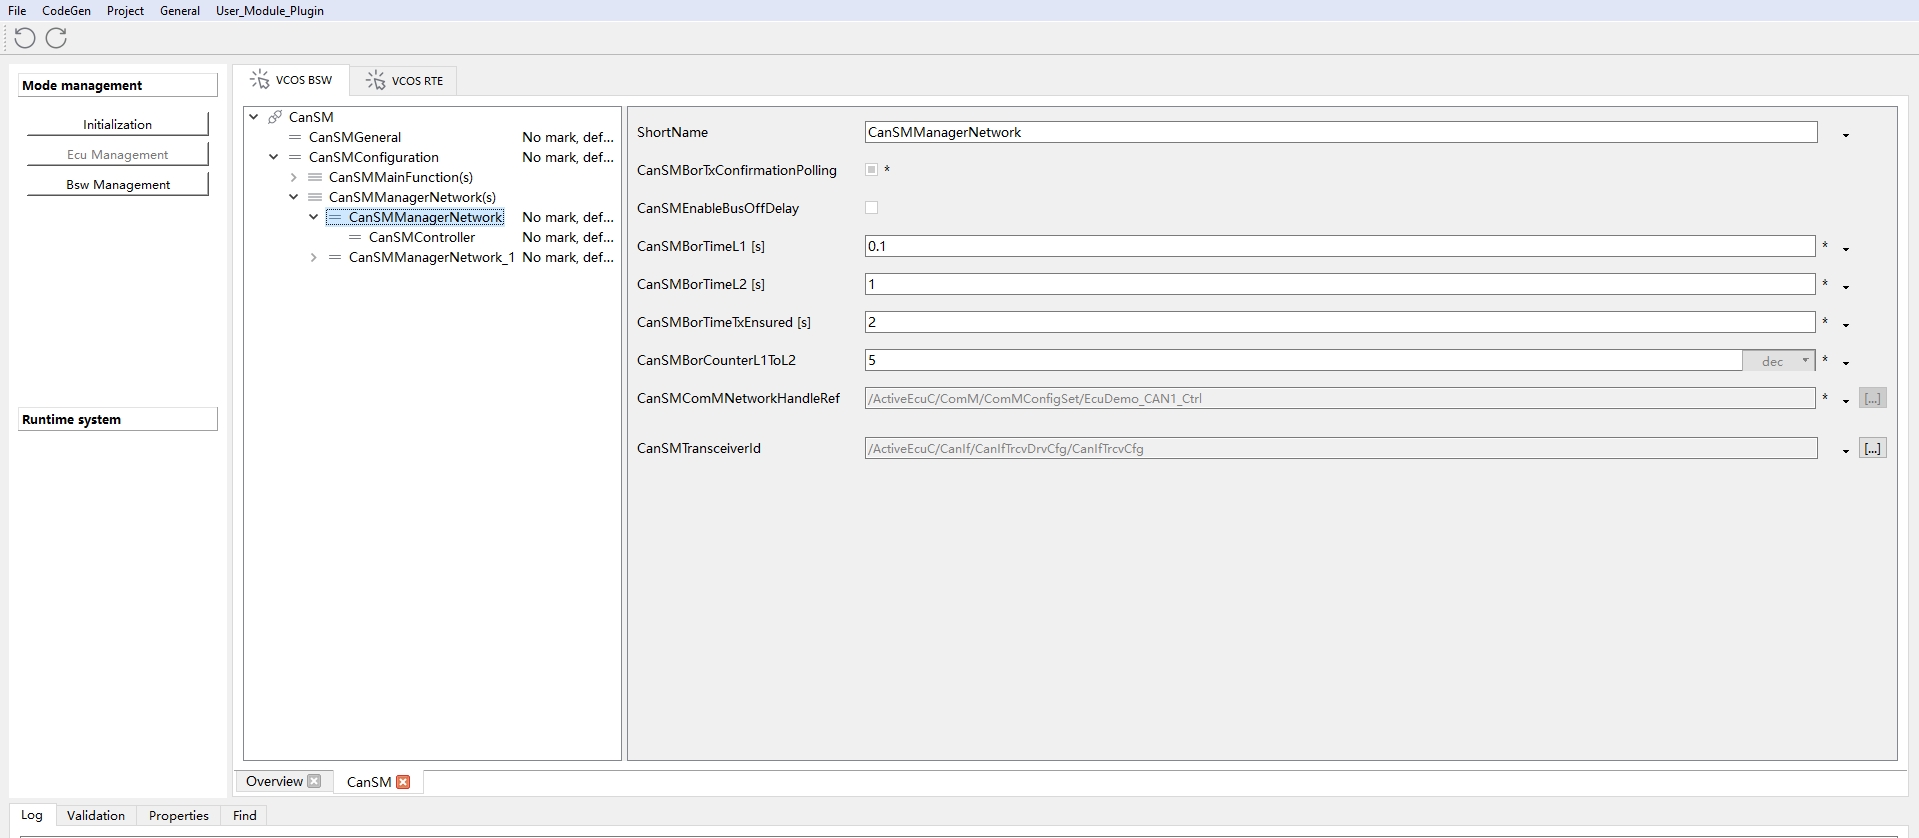 File CodeGen Project General User_Module_Plugin
Mode management
Initialization
Ecu Management
Bsw Management
Runtime system
VCOS BSW VCOS RTE
CanSM
CanSMGeneral No mark, def...
CanSMConfiguration No mark, def...
CanSMMainFunction(s)
CanSMManagerNetwork(s)
CanSMManagerNetwork No mark, def...
CanSMController No mark, def...
CanSMManagerNetwork_1 No mark, def...
ShortName CanSMManagerNetwork
CanSMBorTxConfirmationPolling *
CanSMEnableBusOffDelay
CanSMBorTimeL1 [s] 0.1 *
CanSMBorTimeL2 [s] 1 *
CanSMBorTimeTxEnsured [s] 2 *
CanSMBorCounterL1ToL2 5 dec *
CanSMComMNetworkHandleRef /ActiveEcuC/ComM/ComMConfigSet/EcuDemo_CAN1_Ctrl * [...]
CanSMTransceiverId /ActiveEcuC/CanIf/CanIfTrcvDrvCfg/CanIfTrcvCfg [...]
Overview CanSM
Log Validation Properties Find